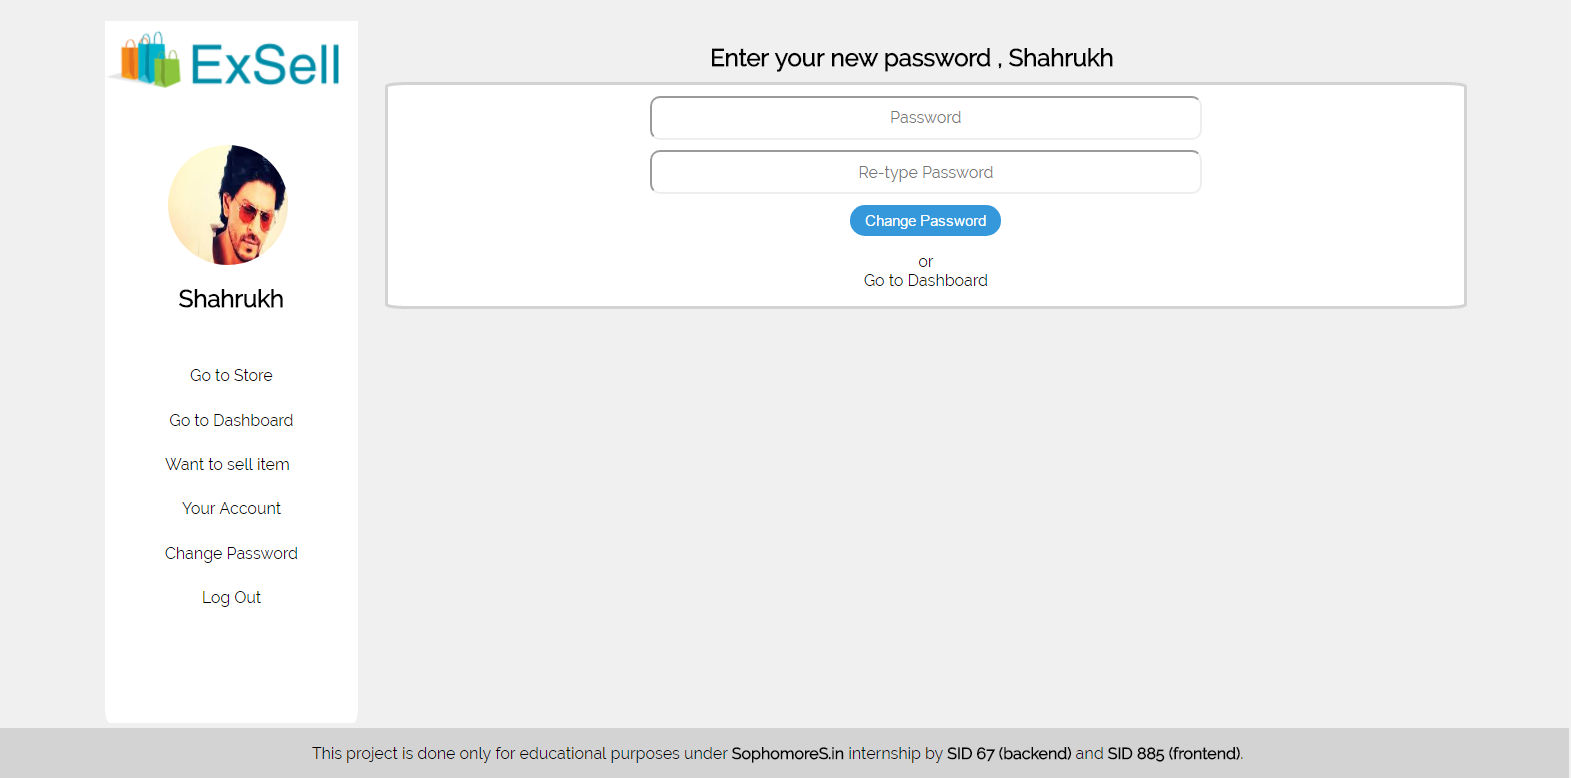 ExSell
Shahrukh
Go to Store
Go to Dashboard
Want to sell item
Your Account
Change Password
Log Out
Enter your new password , Shahrukh
Password
Re-type Password
Change Password
or
Go to Dashboard
This project is done only for educational purposes under SophomoreS.in internship by SID 67 (backend) and SID 885 (frontend).